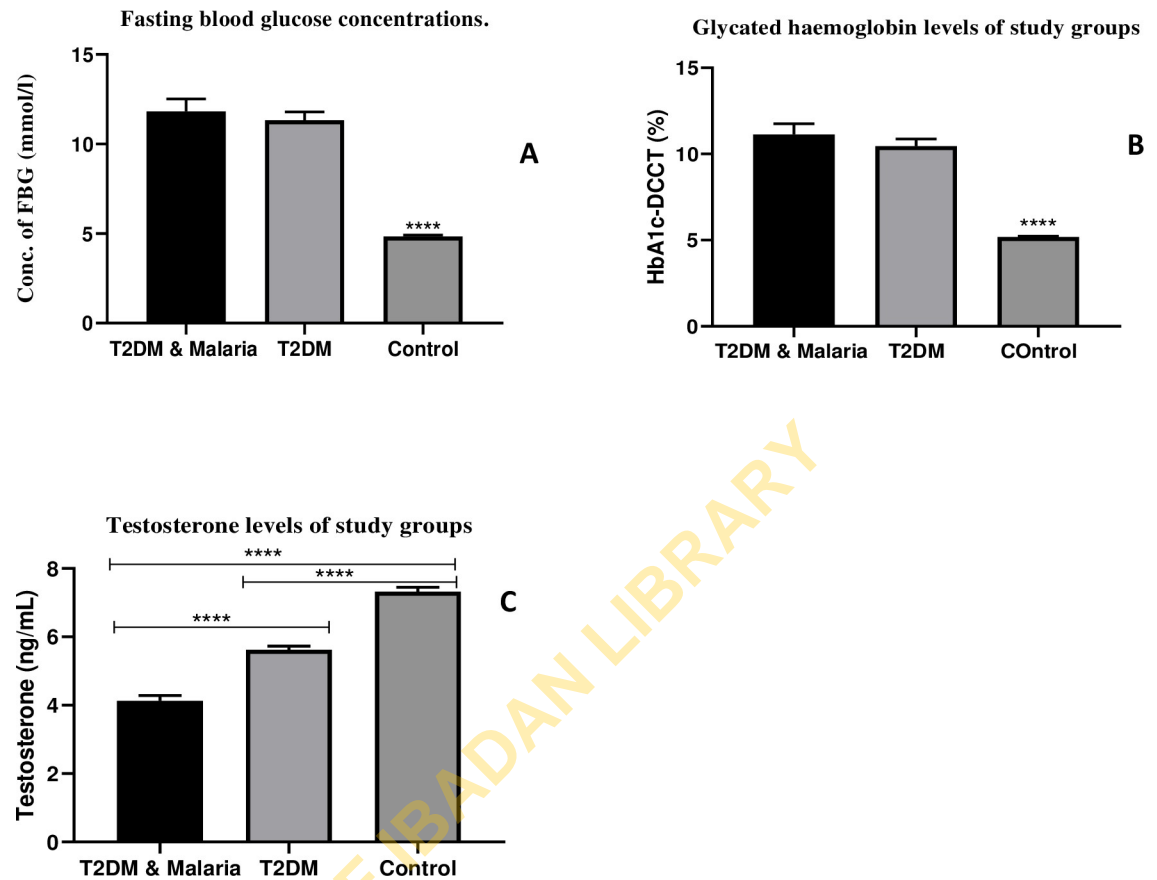 Fasting blood glucose concentrations.
Conc. of FBG (mmol/l)
15
10
5
0
****
A
T2DM & Malaria T2DM Control
Glycated haemoglobin levels of study groups
HbA1c-DCCT (%)
15
10
5
0
****
B
T2DM & Malaria T2DM COntrol
Testosterone levels of study groups
Testosterone (ng/mL)
8
6
4
2
0
****
****
****
C
T2DM & Malaria T2DM Control
IBADAN LIBRARY